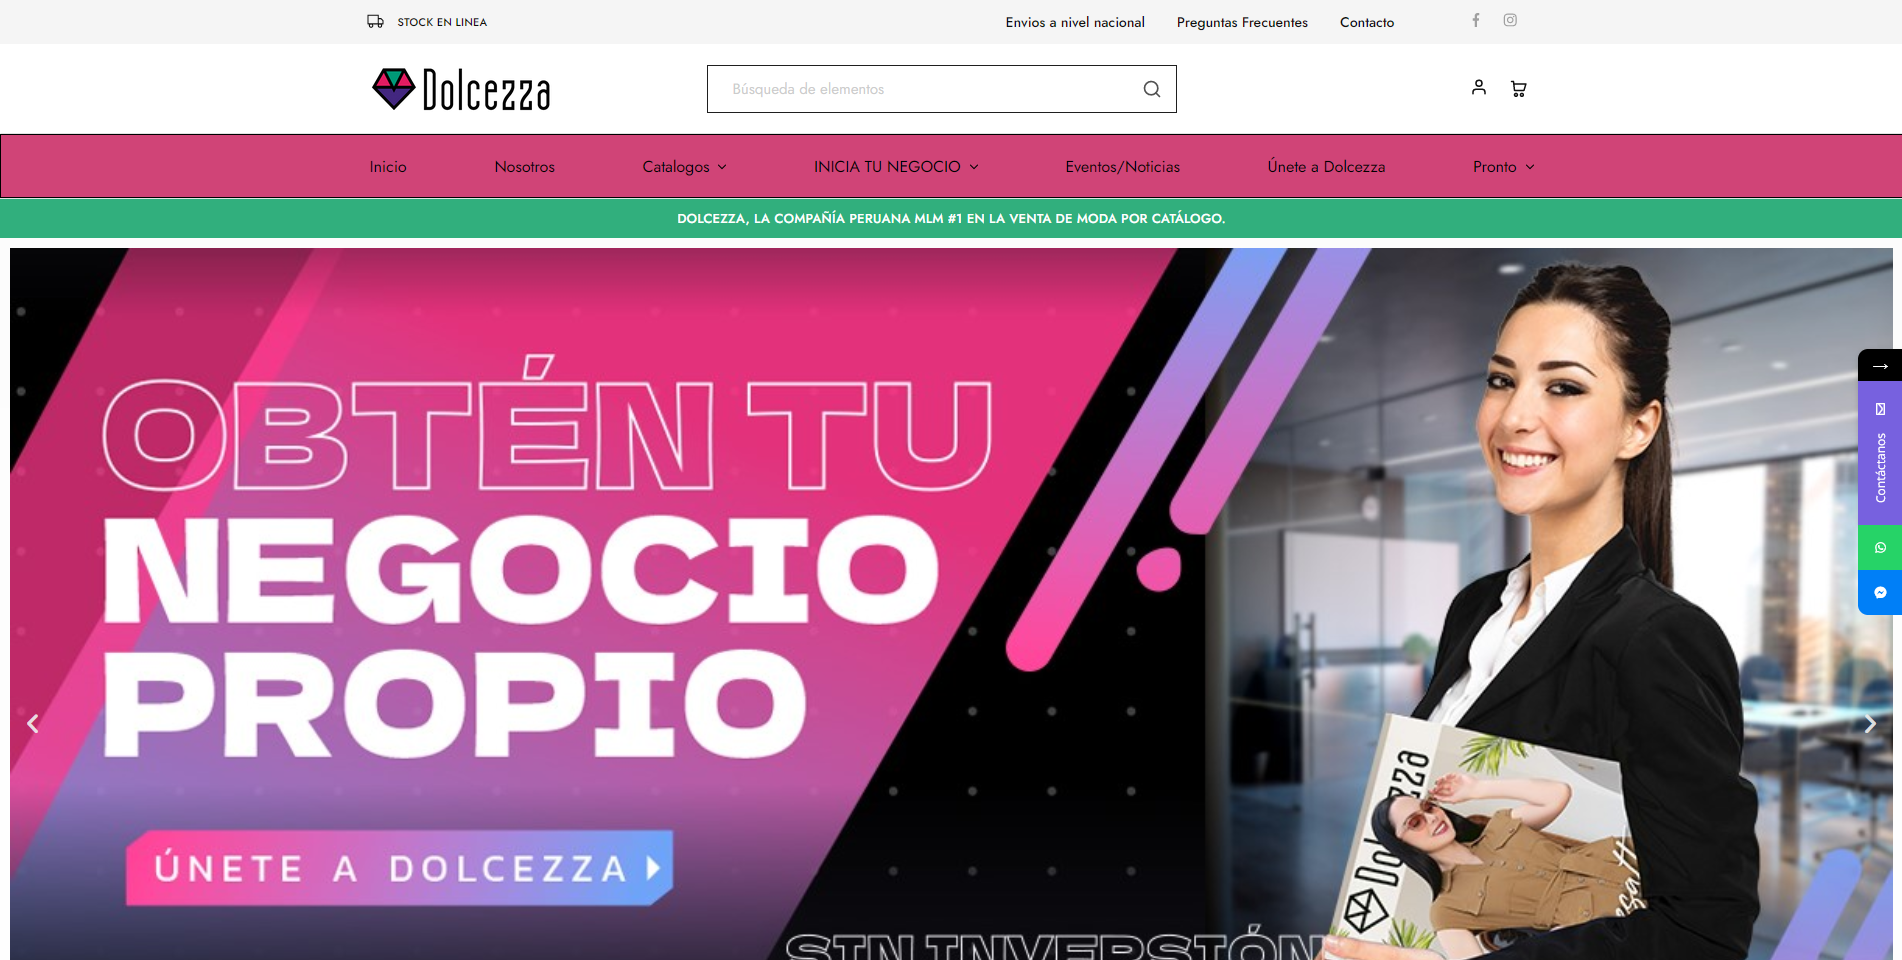 STOCK EN LINEA
Envios a nivel nacional
Preguntas Frecuentes
Contacto
Dolcezza
Búsqueda de elementos
Inicio
Nosotros
Catalogos
INICIA TU NEGOCIO
Eventos/Noticias
Únete a Dolcezza
Pronto
DOLCEZZA, LA COMPAÑÍA PERUANA MLM #1 EN LA VENTA DE MODA POR CATÁLOGO.
OBTÉN TU
NEGOCIO
PROPIO
ÚNETE A DOLCEZZA
SIN INVERSIÓN
Contáctanos